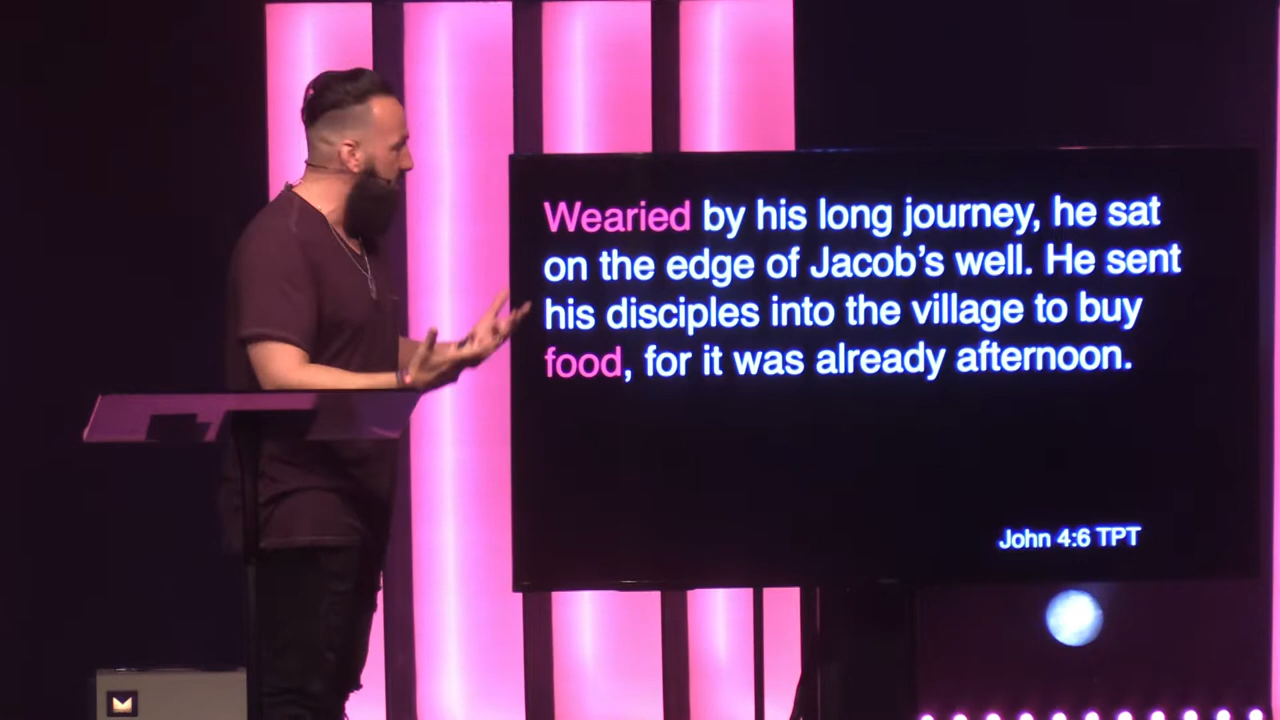 Wearied by his long journey, he sat
on the edge of Jacob's well. He sent
his disciples into the village to buy
food, for it was already afternoon.
John 4:6 TPT